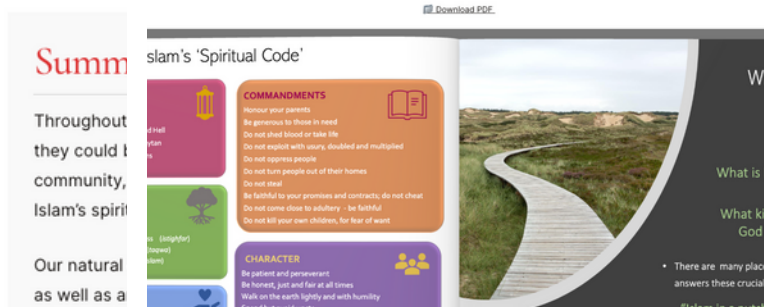 Download PDF
Summ
Throughout
they could
community,
Islam's spirit
Our natural
as well as a
slam's 'Spiritual Code'
d Hell
ytan
rs
(istighfar)
(taqwa)
slam)
COMMANDMENTS
Honour your parents
Be generous to those in need
Do not shed blood or take life
Do not exploit with usury, doubled and multiplied
Do not oppress people
Do not turn people out of their homes
Do not steal
Be faithful to your promises and contracts; do not cheat
Do not come close to adultery - be faithful
Do not kill your own children, for fear of want
CHARACTER
Be patient and perseverant
Be honest, just and fair at all times
Walk on the earth lightly and with humility
W
What is
What ki
God
• There are many place
answers these crucial